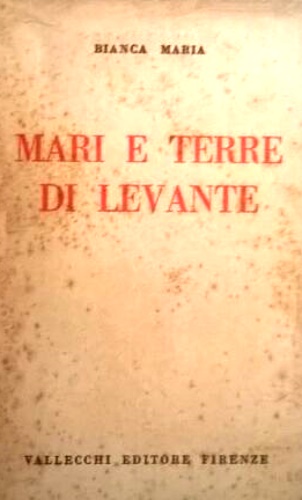 BIANCA MARIA
MARI E TERRE
DI LEVANTE
VALLECCHI EDITORE FIRENZE